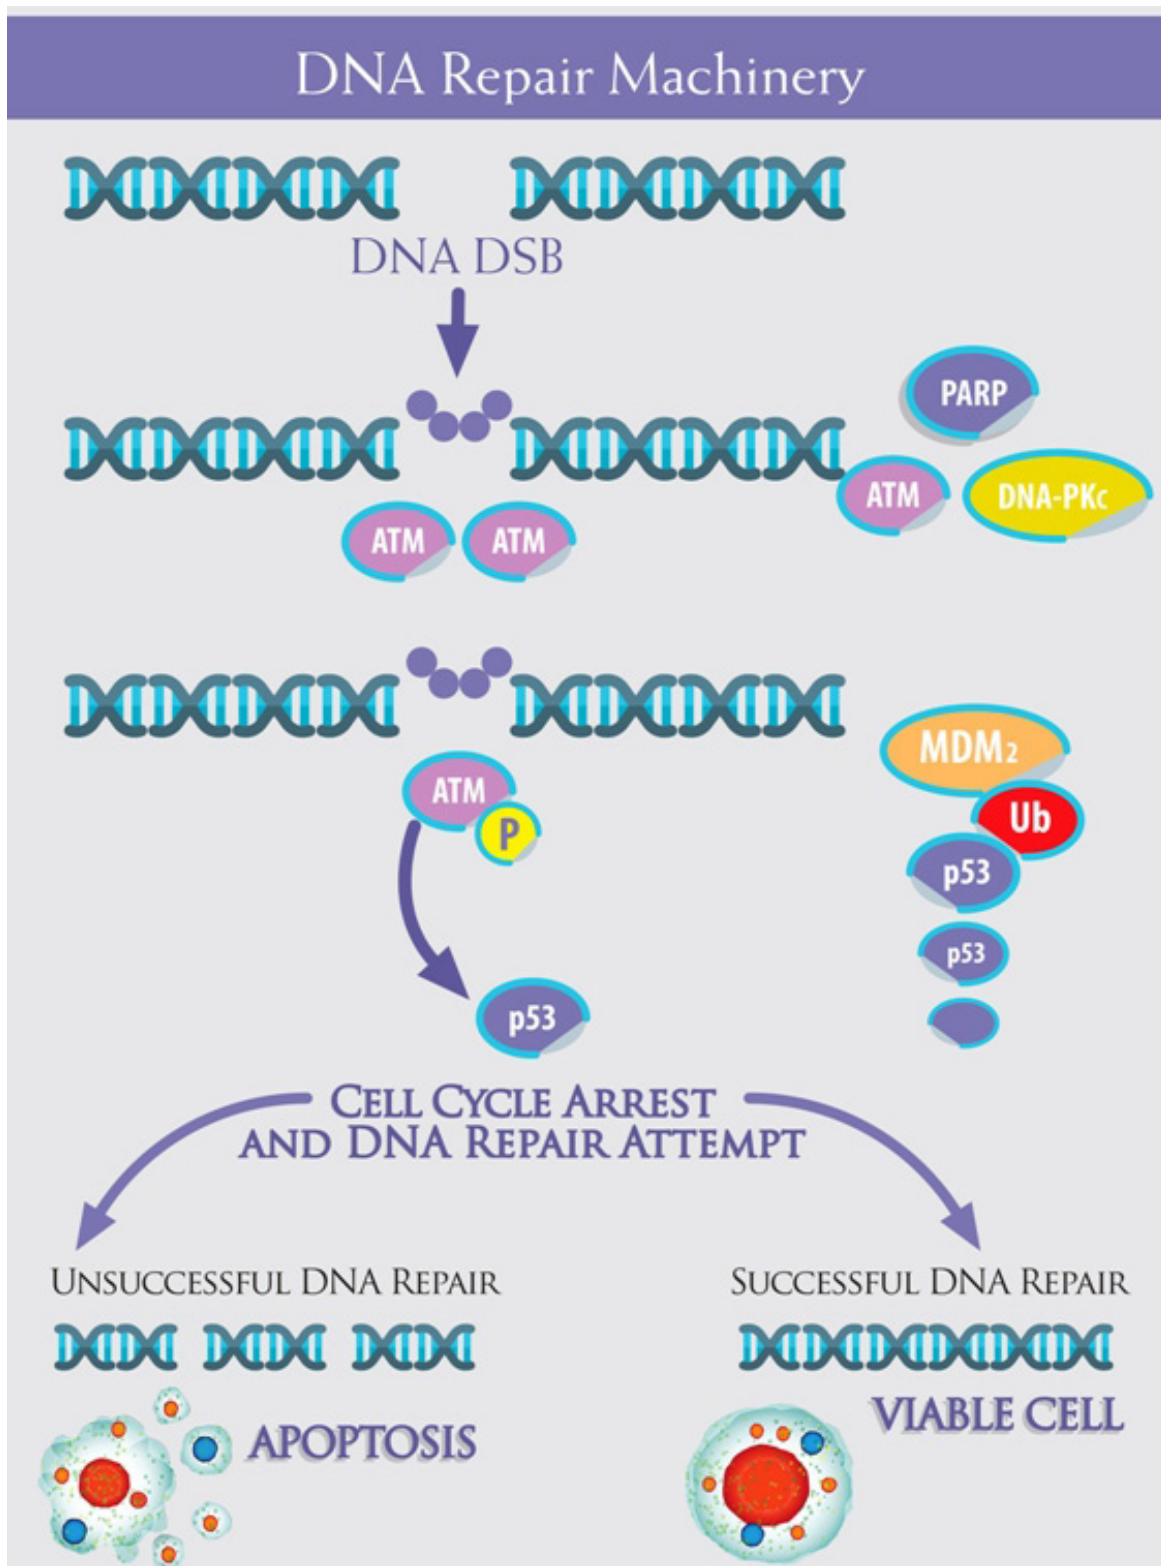 DNA Repair Machinery
DNA DSB
PARP
ATM
DNA-PKc
ATM
ATM
MDM2
ATM
Ub
P
p53
p53
p53
CELL CYCLE ARREST
AND DNA REPAIR ATTEMPT
UNSUCCESSFUL DNA REPAIR
SUCCESSFUL DNA REPAIR
VIABLE CELL
APOPTOSIS